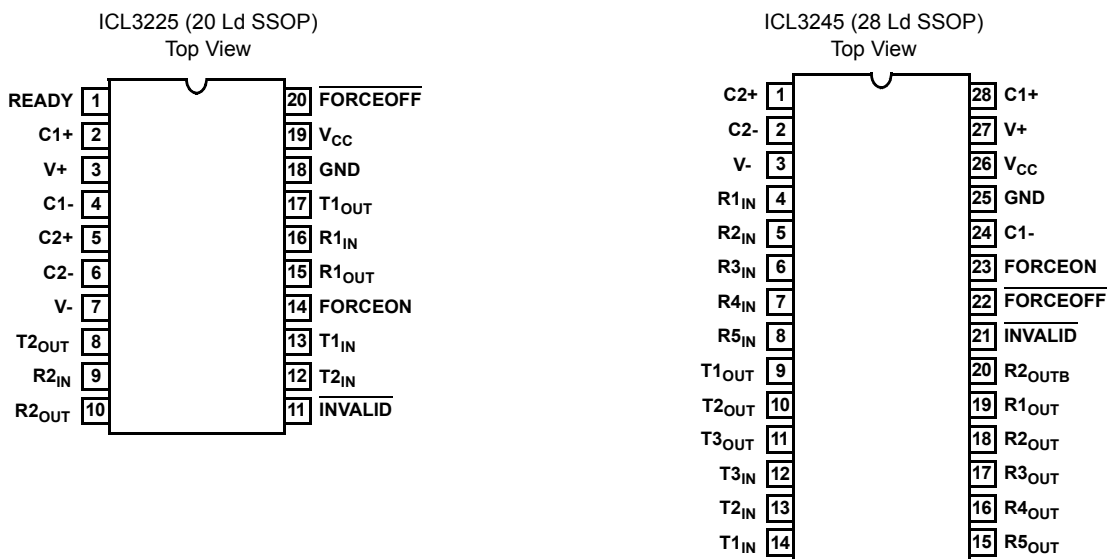 ICL3225 (20 Ld SSOP)
Top View
READY 1
C1+ 2
V+ 3
C1- 4
C2+ 5
C2- 6
V- 7
T2OUT 8
R2IN 9
R2OUT 10
20 FORCEOFF
19 VCC
18 GND
17 T1OUT
16 R1IN
15 R1OUT
14 FORCEON
13 T1IN
12 T2IN
11 INVALID
ICL3245 (28 Ld SSOP)
Top View
C2+ 1
C2- 2
V- 3
R1IN 4
R2IN 5
R3IN 6
R4IN 7
R5IN 8
T1OUT 9
T2OUT 10
T3OUT 11
T3IN 12
T2IN 13
T1IN 14
28 C1+
27 V+
26 VCC
25 GND
24 C1-
23 FORCEON
22 FORCEOFF
21 INVALID
20 R2OUTB
19 R1OUT
18 R2OUT
17 R3OUT
16 R4OUT
15 R5OUT